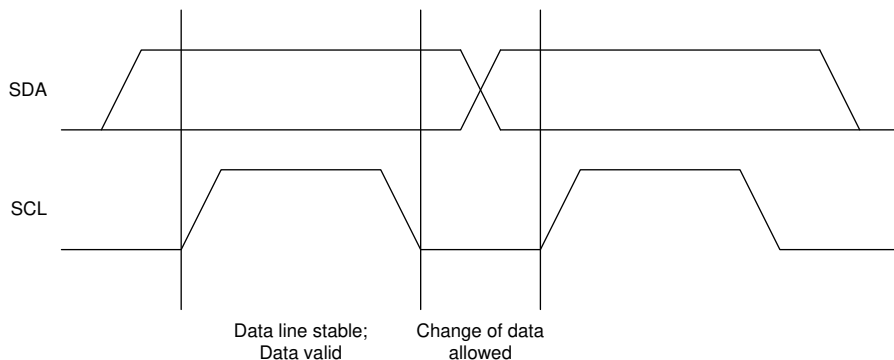 SDA
SCL
Data line stable;
Data valid
Change of data
allowed